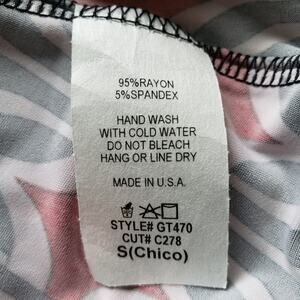 95%RAYON
5%SPANDEX
HAND WASH
WITH COLD WATER
DO NOT BLEACH
HANG OR LINE DRY
MADE IN U.S.A.
STYLE# GT470
CUT# C278
S(Chico)